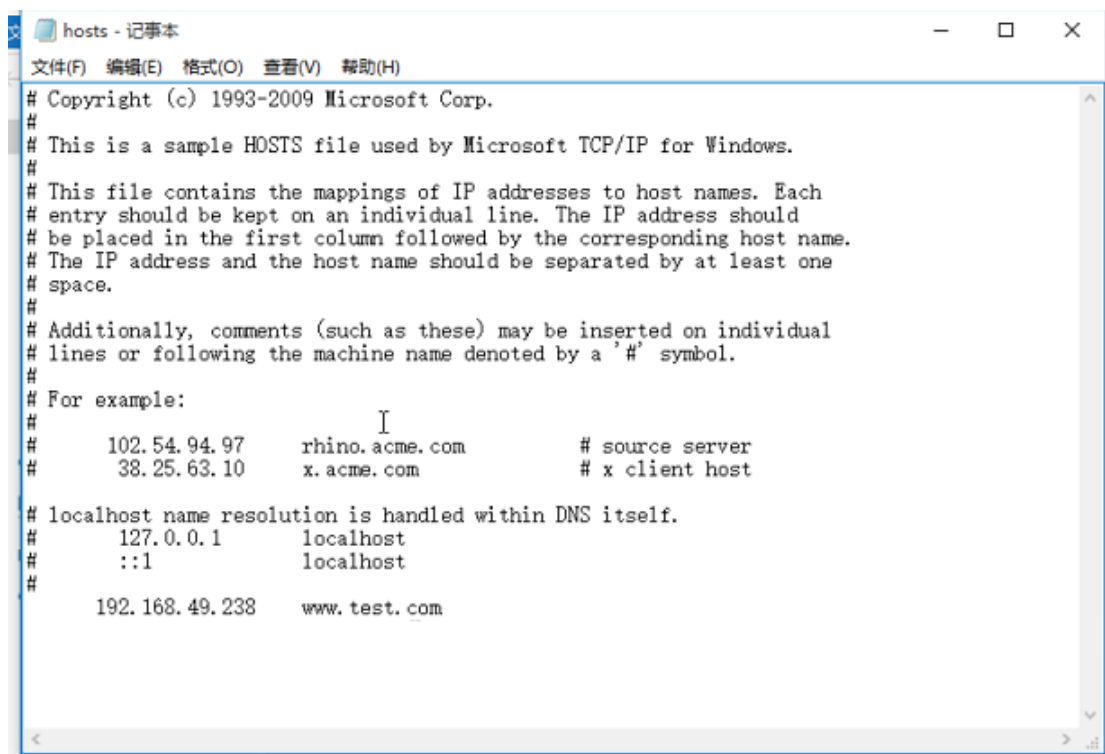 文
hosts - 记事本
文件(F) 编辑(E) 格式(O) 查看(V) 帮助(H)
# Copyright (c) 1993-2009 Microsoft Corp.
#
# This is a sample HOSTS file used by Microsoft TCP/IP for Windows.
#
# This file contains the mappings of IP addresses to host names. Each
# entry should be kept on an individual line. The IP address should
# be placed in the first column followed by the corresponding host name.
# The IP address and the host name should be separated by at least one
# space.
#
# Additionally, comments (such as these) may be inserted on individual
# lines or following the machine name denoted by a '#' symbol.
#
# For example:
#
#      102.54.94.97     rhino.acme.com          # source server
#       38.25.63.10     x.acme.com              # x client host

# localhost name resolution is handled within DNS itself.
#       127.0.0.1       localhost
#       ::1             localhost
#
      192.168.49.238    www.test.com